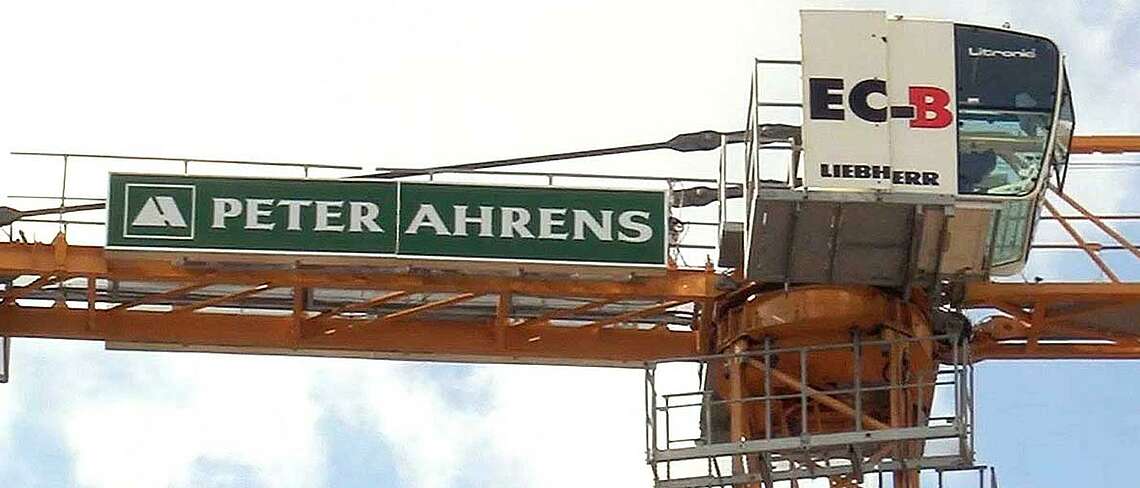 PETER AHRENS
EC-B
LIEBHERR
Litronic